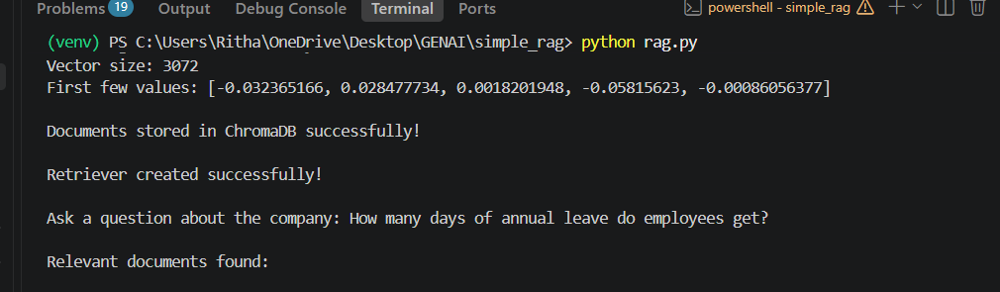 Problems 19 Output Debug Console Terminal Ports powershell - simple_rag
(venv) PS C:\Users\Ritha\OneDrive\Desktop\GENAI\simple_rag> python rag.py
Vector size: 3072
First few values: [-0.032365166, 0.028477734, 0.0018201948, -0.05815623, -0.00086056377]
Documents stored in ChromaDB successfully!
Retriever created successfully!
Ask a question about the company: How many days of annual leave do employees get?
Relevant documents found: